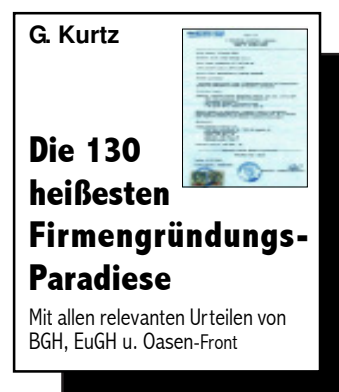 G. Kurtz
Die 130
heißesten
Firmengründungs-
Paradiese
Mit allen relevanten Urteilen von
BGH, EuGH u. Oasen-Front